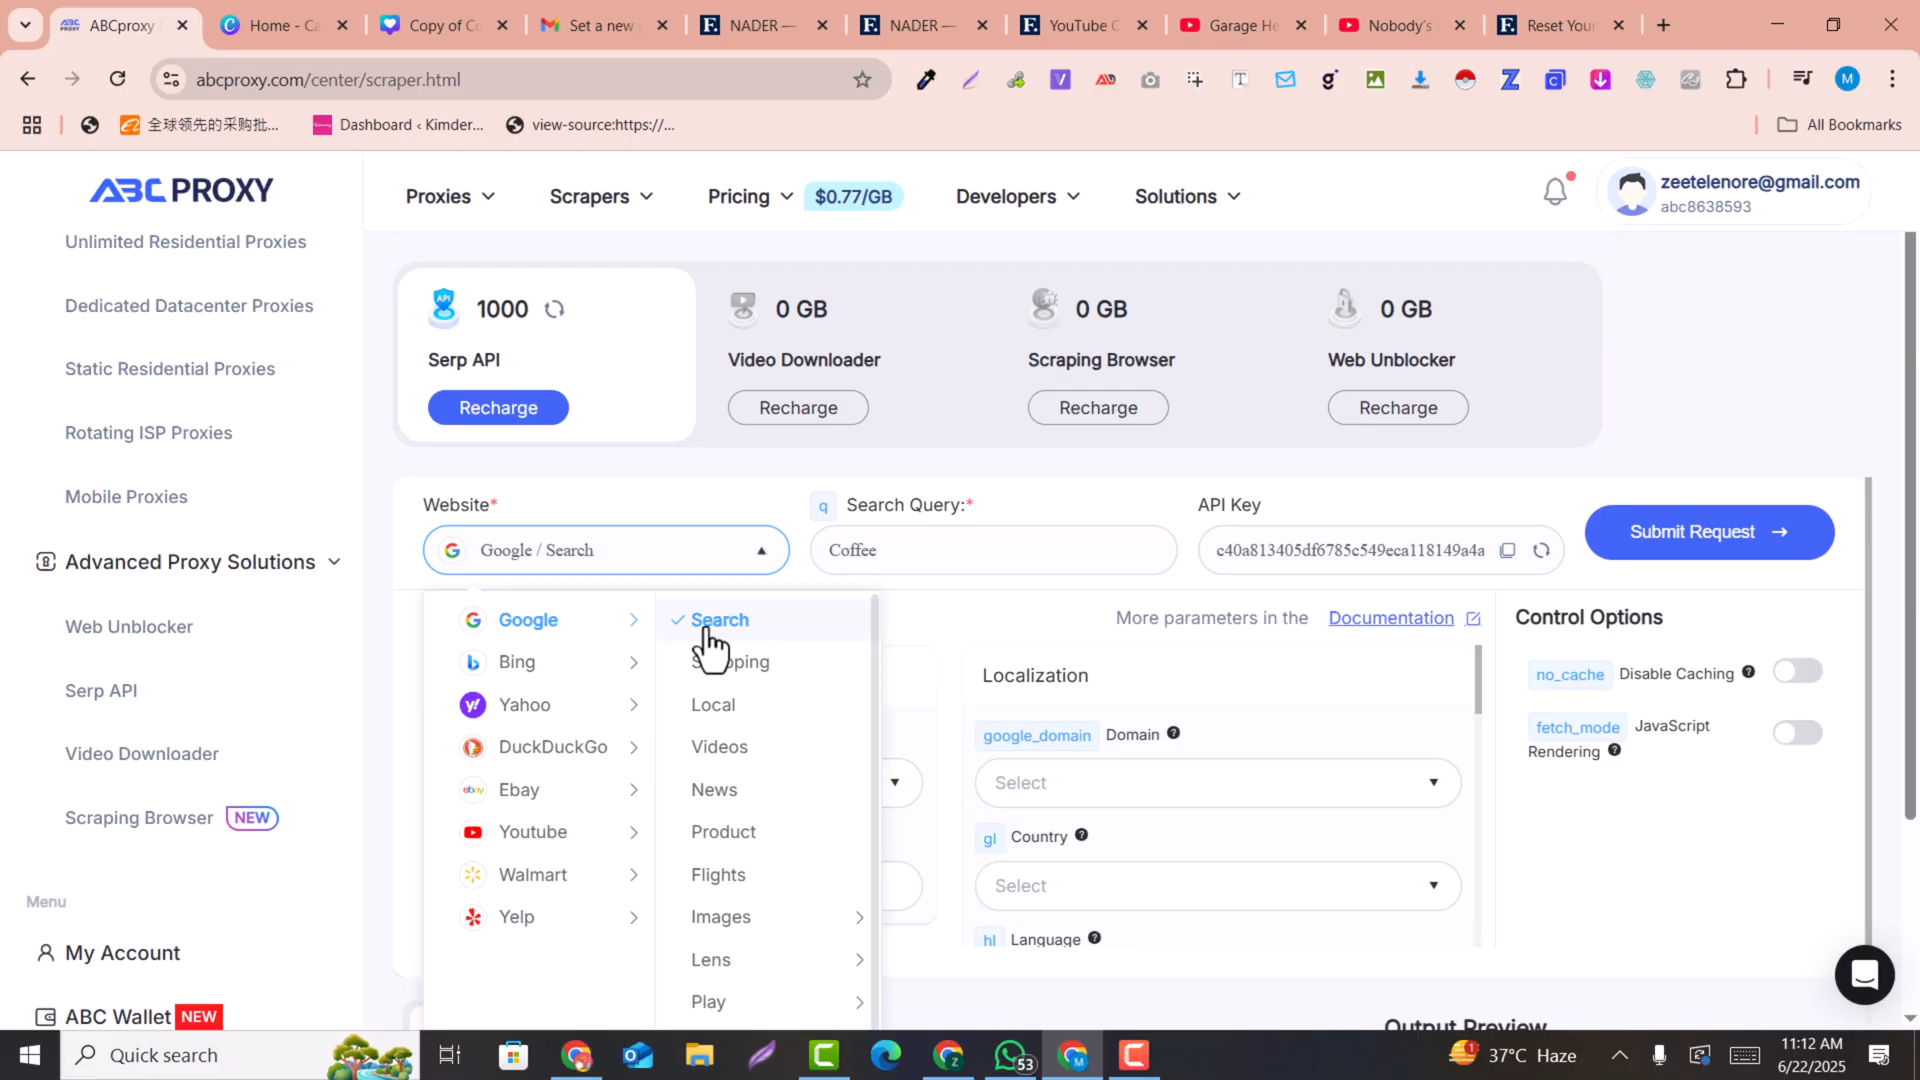 ABCproxy
Home - Ca
Copy of Co
Set a new
NADER —
NADER —
YouTube C
Garage He
Nobody's
Reset Your
abcproxy.com/center/scraper.html
全球领先的采购批...
Dashboard ‹ Kimder...
view-source:https://...
All Bookmarks
ABC PROXY
Proxies
Scrapers
Pricing
$0.77/GB
Developers
Solutions
zeetelenore@gmail.com
abc8638593
Unlimited Residential Proxies
Dedicated Datacenter Proxies
Static Residential Proxies
Rotating ISP Proxies
Mobile Proxies
Advanced Proxy Solutions
Web Unblocker
Serp API
Video Downloader
Scraping Browser NEW
Menu
My Account
ABC Wallet NEW
1000
Serp API
Recharge
0 GB
Video Downloader
Recharge
0 GB
Scraping Browser
Recharge
0 GB
Web Unblocker
Recharge
Website*
Google / Search
q Search Query:*
Coffee
API Key
c40a813405df6785c549eca118149a4a
Submit Request
Google
Bing
Yahoo
DuckDuckGo
Ebay
Youtube
Walmart
Yelp
Search
Local
Videos
News
Product
Flights
Images
Lens
Play
More parameters in the Documentation
Localization
google_domain Domain
Select
gl Country
Select
hl Language
Control Options
no_cache Disable Caching
fetch_mode JavaScript
Rendering
Output Preview
Quick search
53
37°C Haze
11:12 AM
6/22/2025